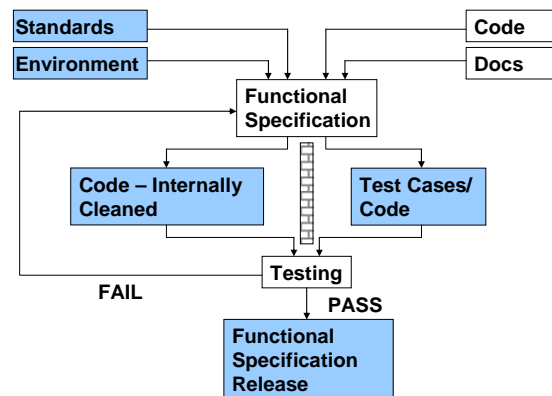 Standards
Code
Environment
Docs
Functional
Specification
Code – Internally
Cleaned
Test Cases/
Code
Testing
FAIL
PASS
Functional
Specification
Release